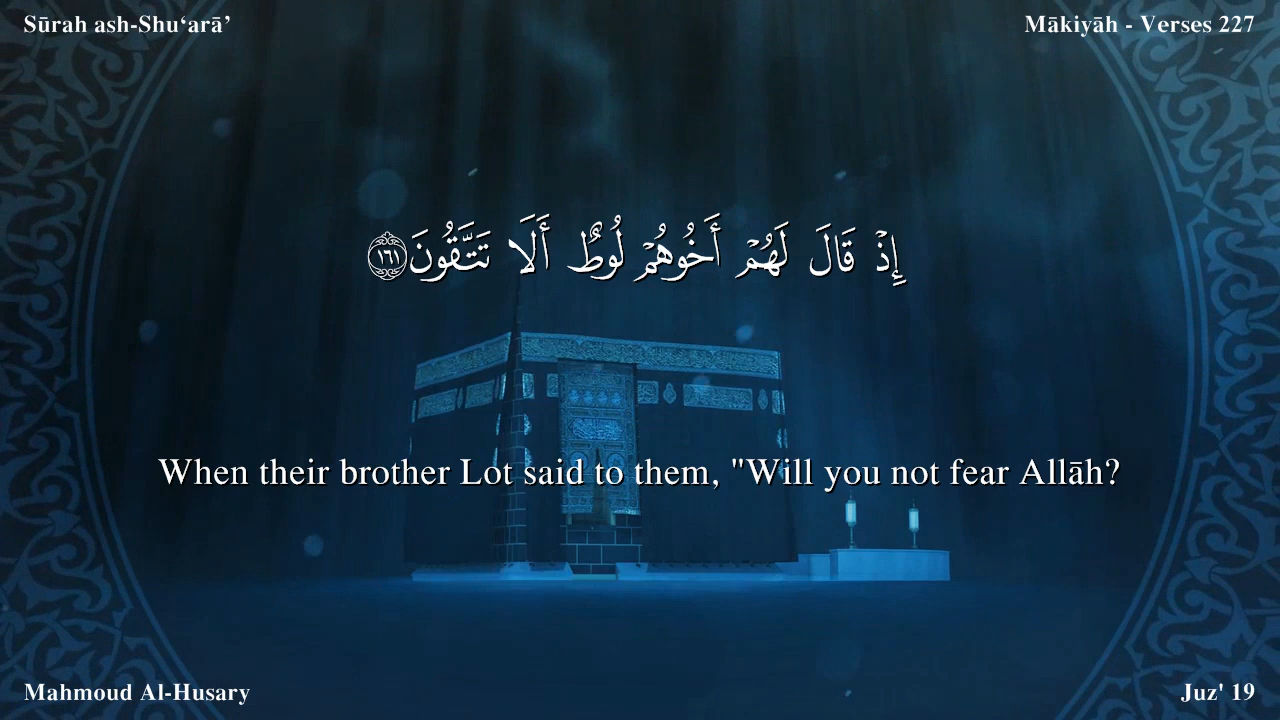 Sūrah ash-Shu‘arā’
Mākiyāh - Verses 227
إِذْ قَالَ لَهُمْ أَخُوهُمْ لُوطٌ أَلَا تَتَّقُونَ ١٦١
When their brother Lot said to them, "Will you not fear Allāh?
Mahmoud Al-Husary
Juz' 19